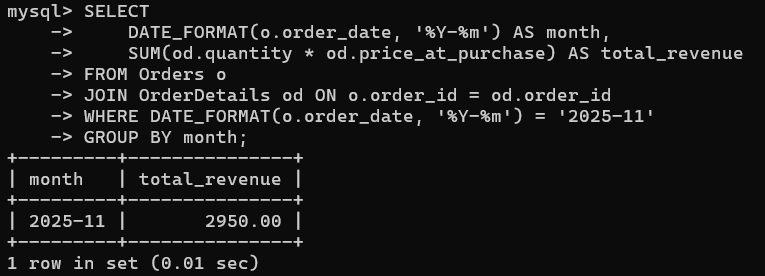 mysql> SELECT
    ->     DATE_FORMAT(o.order_date, '%Y-%m') AS month,
    ->     SUM(od.quantity * od.price_at_purchase) AS total_revenue
    -> FROM Orders o
    -> JOIN OrderDetails od ON o.order_id = od.order_id
    -> WHERE DATE_FORMAT(o.order_date, '%Y-%m') = '2025-11'
    -> GROUP BY month;
+---------+---------------+
| month   | total_revenue |
+---------+---------------+
| 2025-11 |       2950.00 |
+---------+---------------+
1 row in set (0.01 sec)